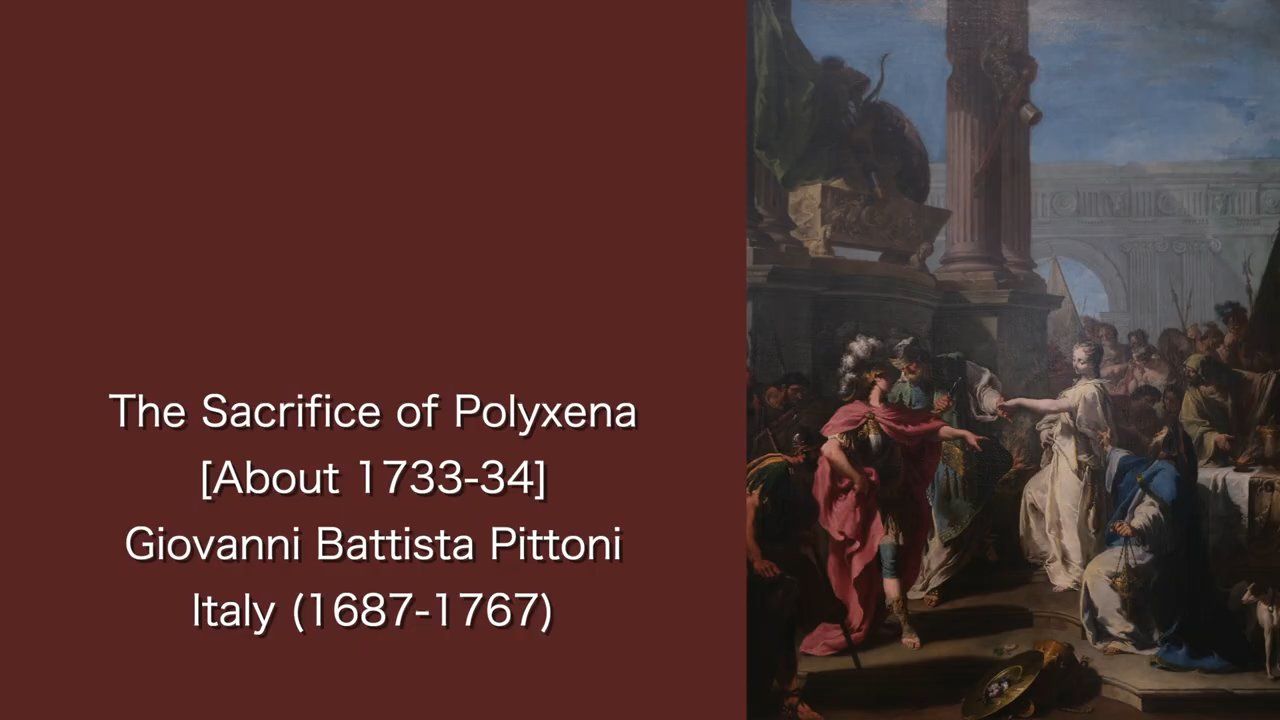 The Sacrifice of Polyxena
[About 1733-34]
Giovanni Battista Pittoni
Italy (1687-1767)